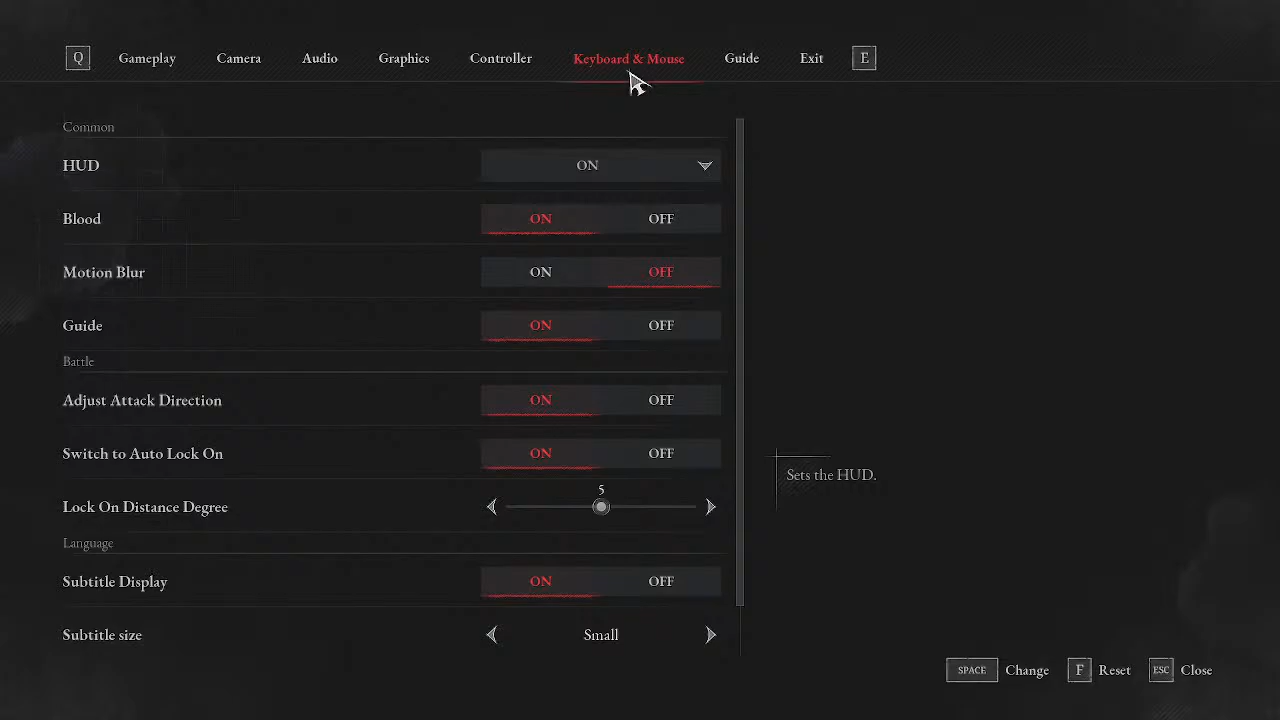 Q Gameplay Camera Audio Graphics Controller Keyboard & Mouse Guide Exit E
Common
HUD ON
Blood ON OFF
Motion Blur ON OFF
Guide ON OFF
Battle
Adjust Attack Direction ON OFF
Switch to Auto Lock On ON OFF
Sets the HUD.
5
Lock On Distance Degree
Language
Subtitle Display ON OFF
Subtitle size Small
SPACE Change F Reset ESC Close